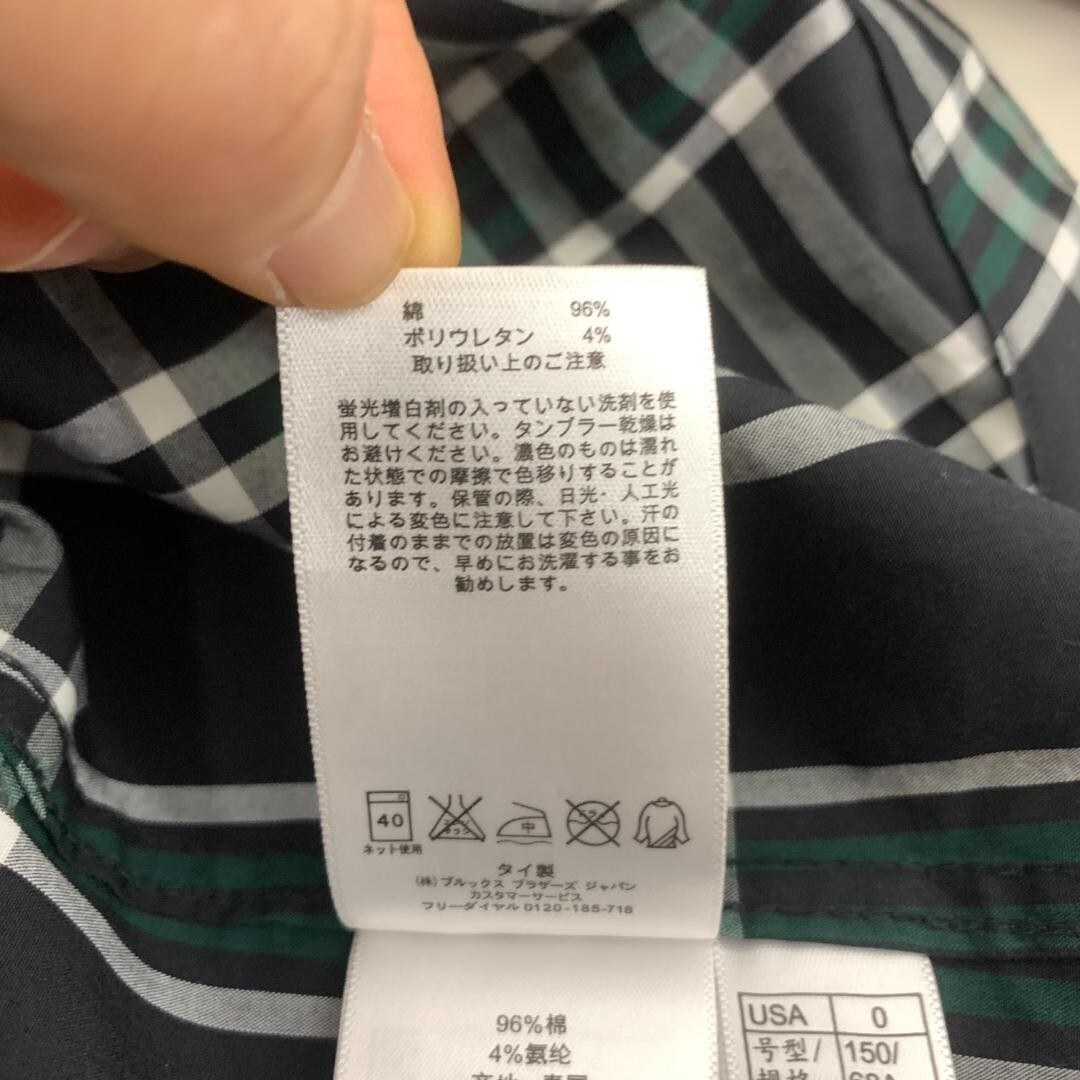 綿 96%
ポリウレタン 4%
取り扱い上のご注意
蛍光増白剤の入っていない洗剤を使
用してください。タンブラー乾燥は
お避けください。濃色のものは濡れ
た状態での摩擦で色移りすることが
あります。保管の際、日光・人工光
による変色に注意して下さい。汗の
付着のままでの放置は変色の原因に
なるので、早めにお洗濯する事をお
勧めします。
40
中
ネット使用
タイ製
(株)ブルックス ブラザーズ ジャパン
カスタマーサービス
フリーダイヤル 0120-185-718
96%棉
4%氨纶
USA 0
号型/ 150/